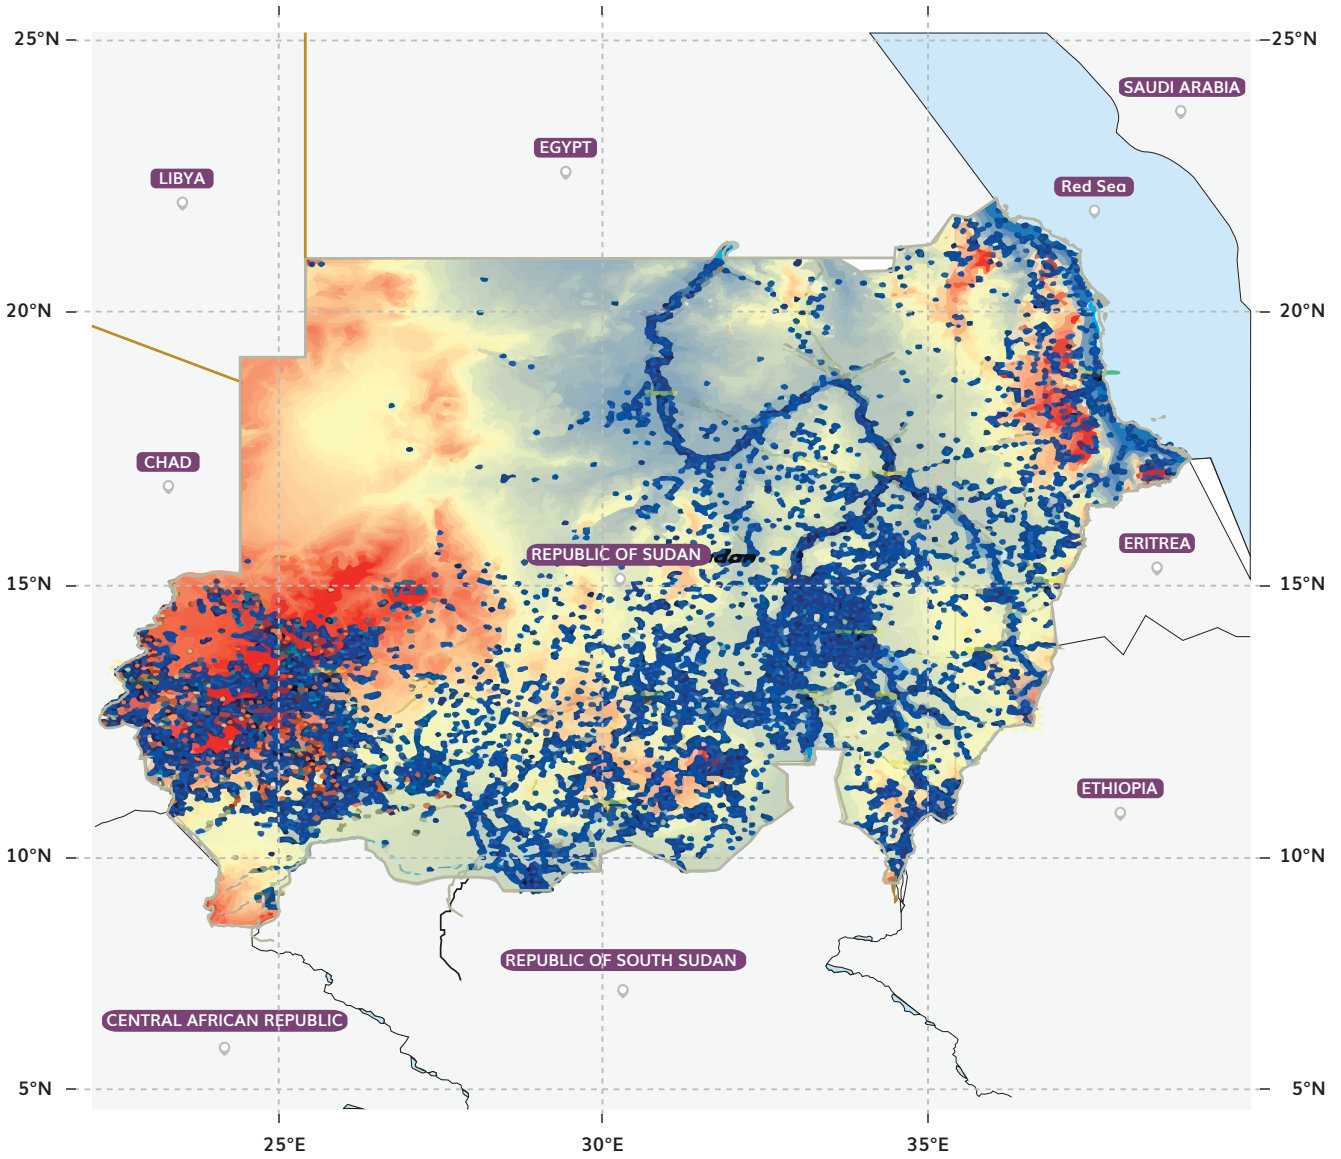 25°N
25°N
SAUDI ARABIA
EGYPT
LIBYA
Red Sea
20°N
20°N
CHAD
ERITREA
REPUBLIC OF SUDAN
15°N
15°N
ETHIOPIA
10°N
10°N
REPUBLIC OF SOUTH SUDAN
CENTRAL AFRICAN REPUBLIC
5°N
5°N
25°E
30°E
35°E